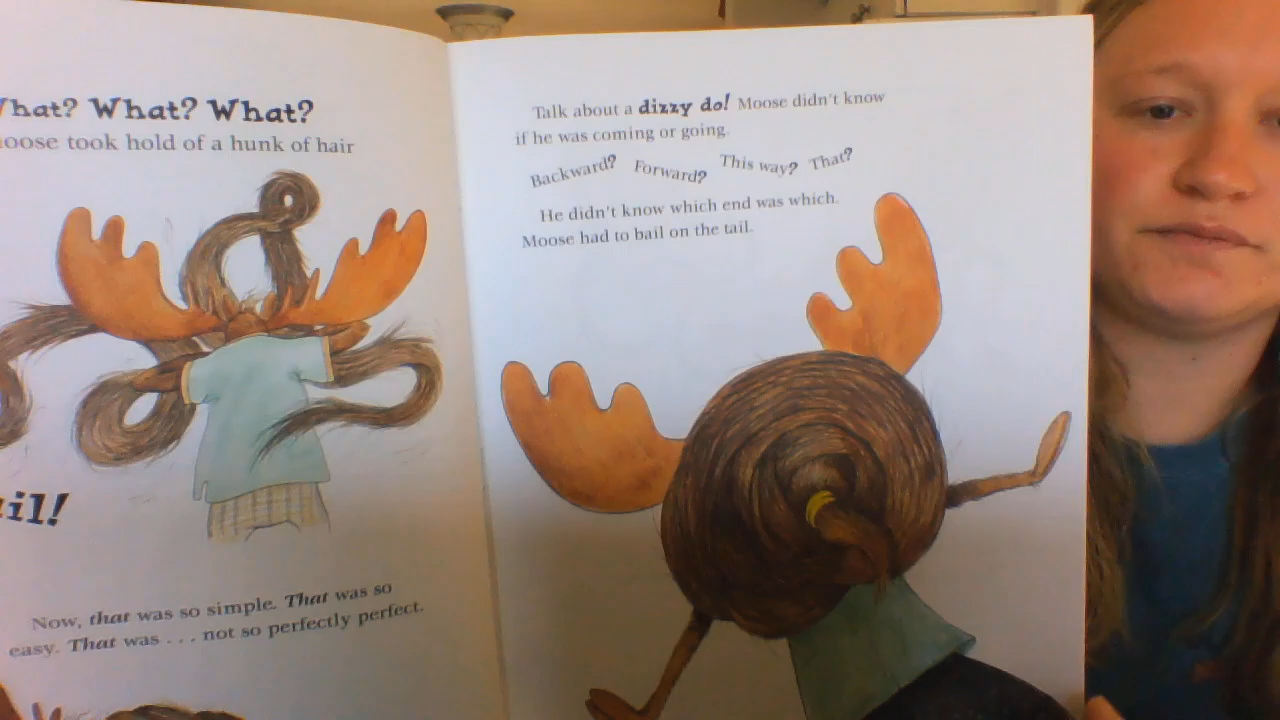 What? What? What?
Moose took hold of a hunk of hair
Now, that was so simple. That was so
easy. That was . . . not so perfectly perfect.
Talk about a dizzy do! Moose didn't know
if he was coming or going.
Backward? Forward? This way? That?
He didn't know which end was which.
Moose had to bail on the tail.